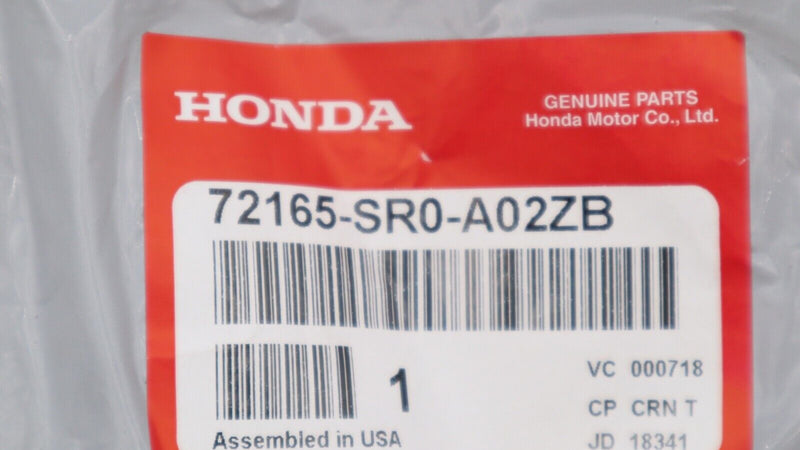 HONDA
GENUINE PARTS
Honda Motor Co., Ltd.
72165-SR0-A02ZB
1
VC 000718
CP CRN T
Assembled in USA
JD 18341